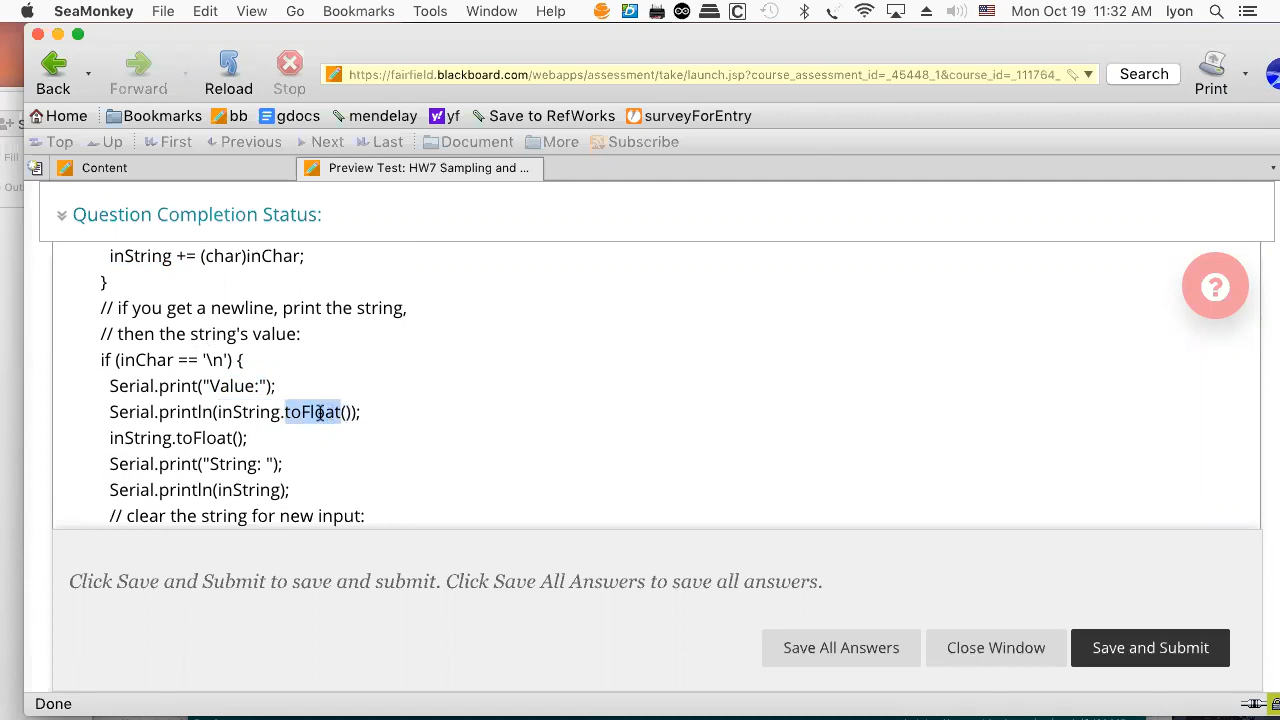 SeaMonkey File Edit View Go Bookmarks Tools Window Help Mon Oct 19 11:32 AM lyon
Back Forward Reload Stop https://fairfield.blackboard.com/webapps/assessment/take/launch.jsp?course_assessment_id=_45448_1&course_id=_111764_ Search Print
Home Bookmarks bb gdocs mendelay yf Save to RefWorks surveyForEntry
Top Up First Previous Next Last Document More Subscribe
Content Preview Test: HW7 Sampling and ...
Question Completion Status:
inString += (char)inChar;
}
// if you get a newline, print the string,
// then the string's value:
if (inChar == '\n') {
Serial.print("Value:");
Serial.println(inString.toFloat());
inString.toFloat();
Serial.print("String: ");
Serial.println(inString);
// clear the string for new input:
Click Save and Submit to save and submit. Click Save All Answers to save all answers.
Save All Answers Close Window Save and Submit
Done